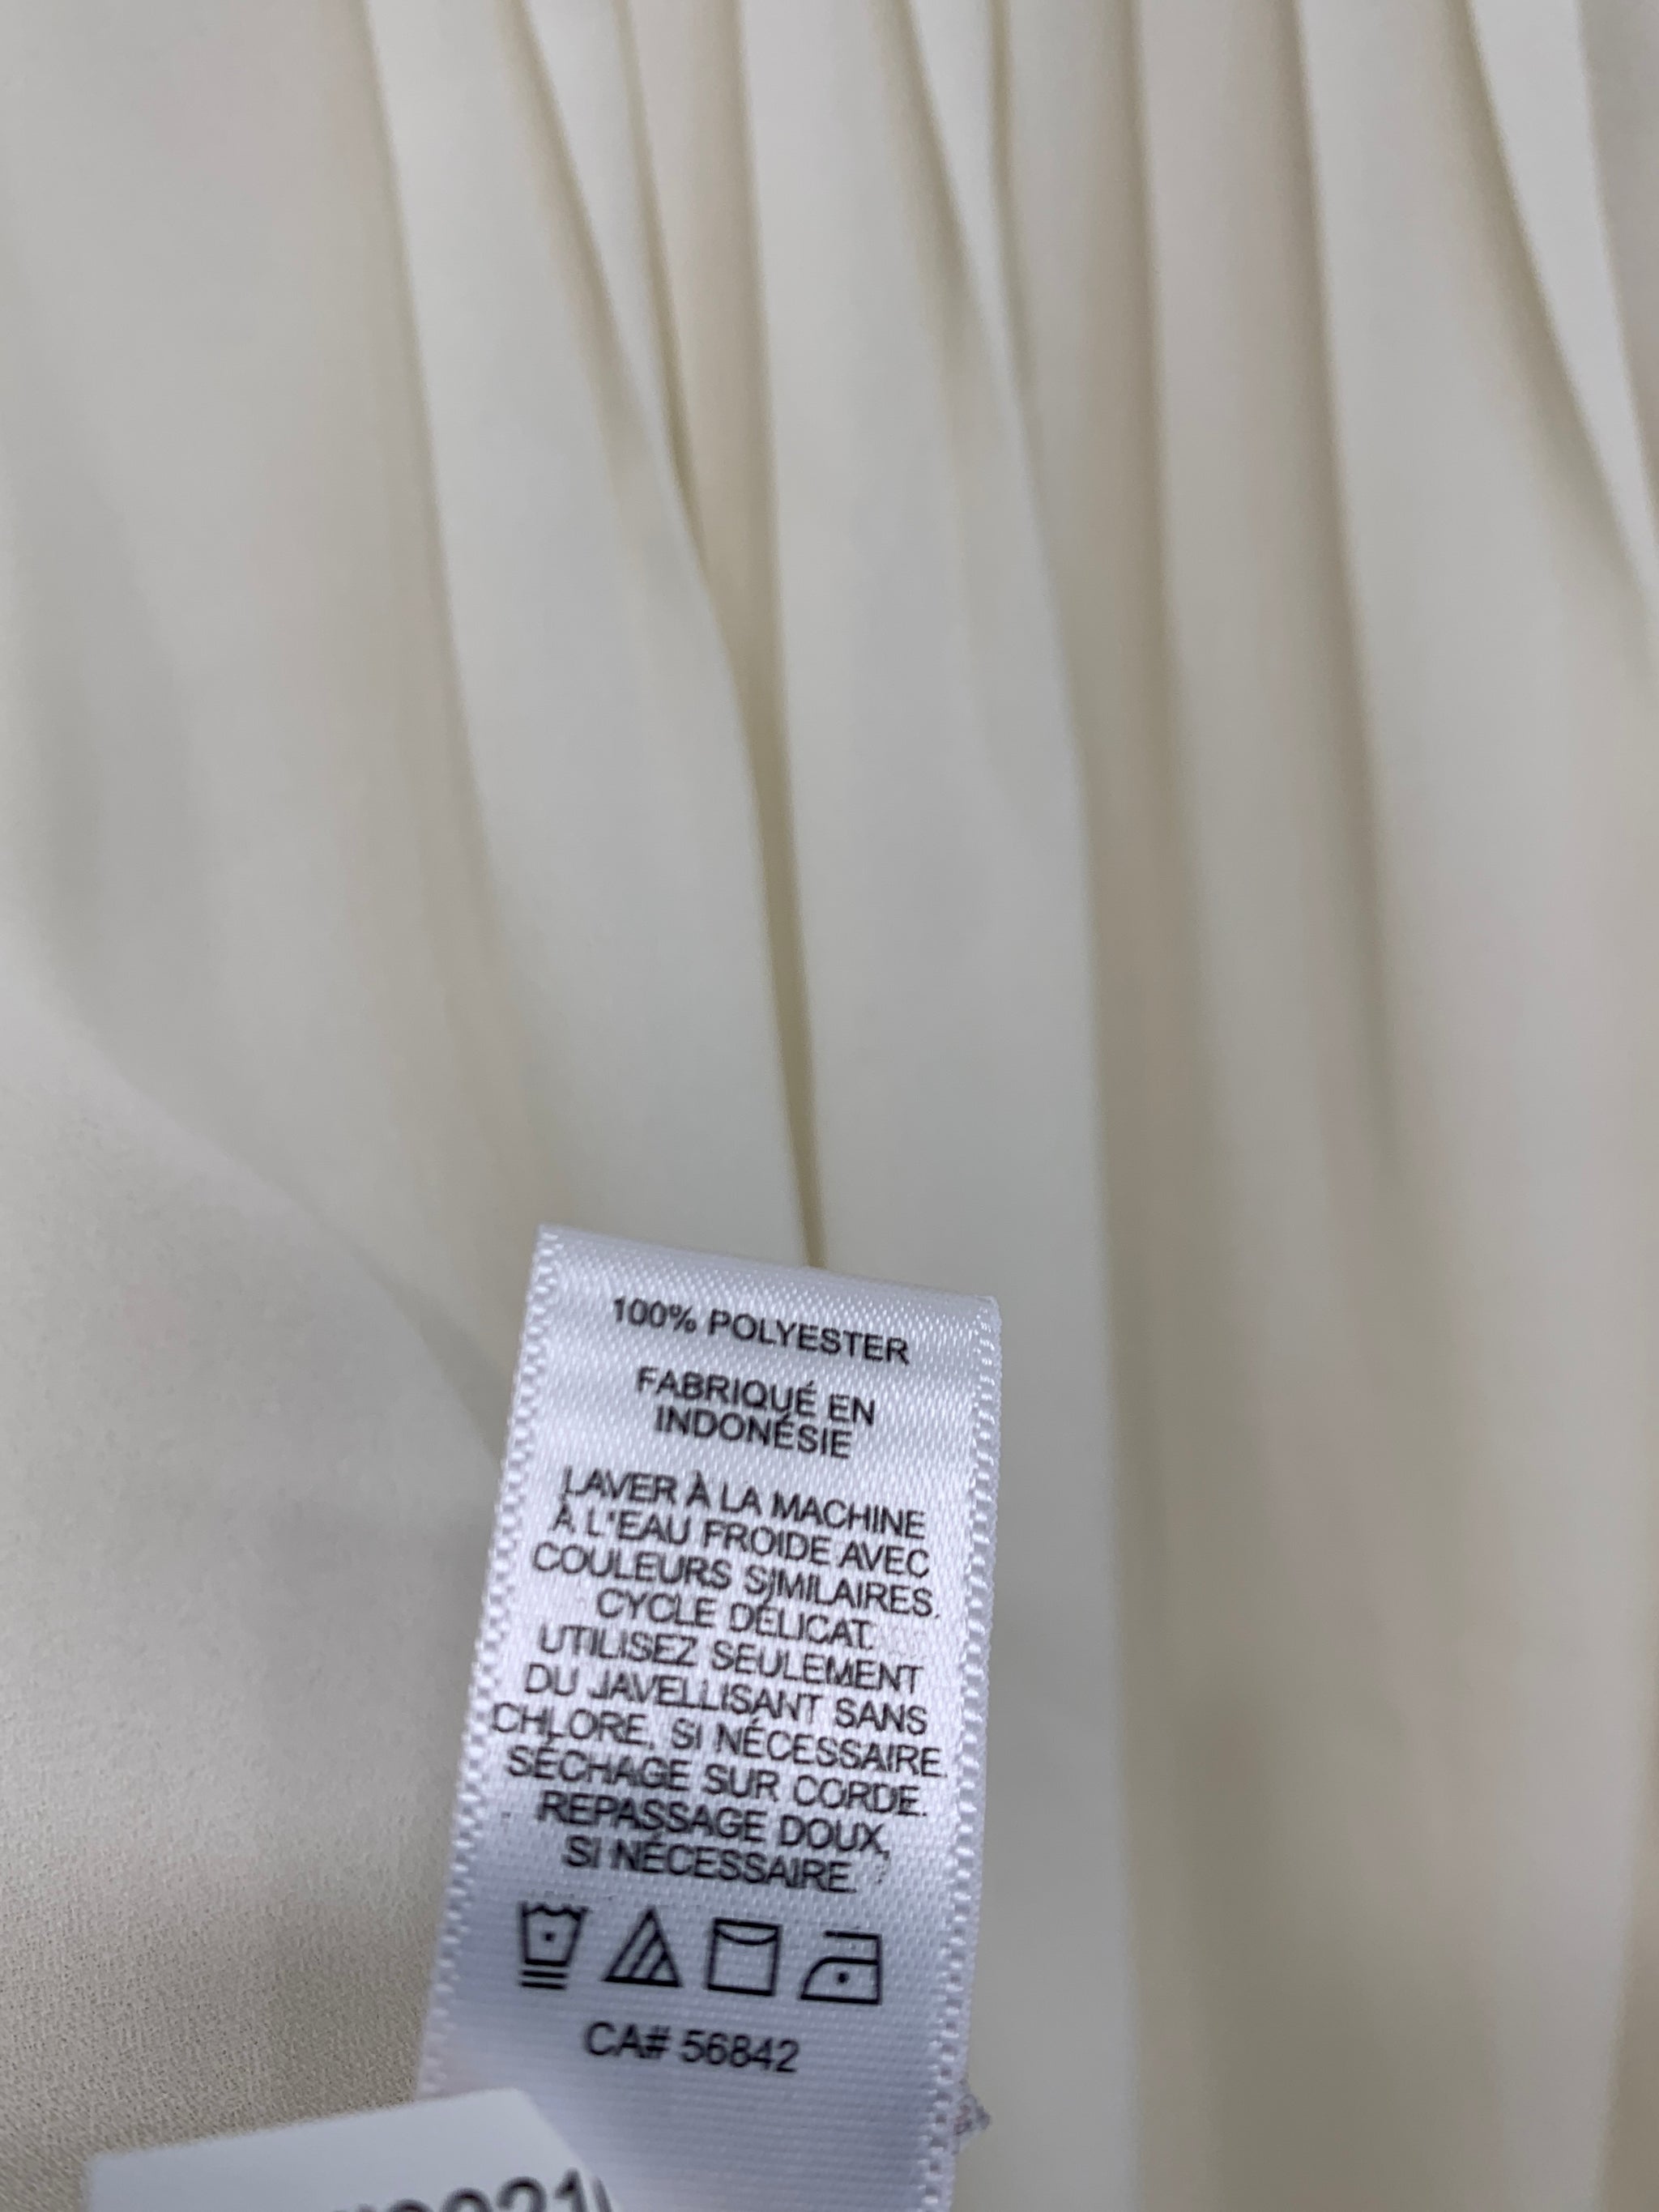 100% POLYESTER
FABRIQUÉ EN
INDONÉSIE
LAVER À LA MACHINE
À L'EAU FROIDE AVEC
COULEURS SIMILAIRES.
CYCLE DÉLICAT.
UTILISEZ SEULEMENT
DU JAVELLISANT SANS
CHLORE, SI NÉCESSAIRE.
SÉCHAGE SUR CORDE.
REPASSAGE DOUX,
SI NÉCESSAIRE.
CA# 56842